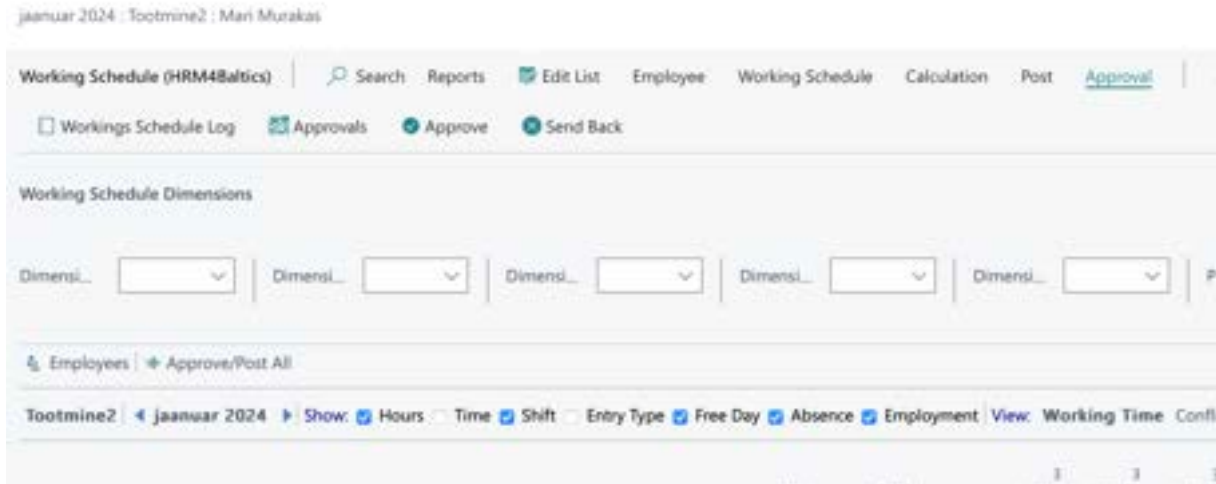 jaanuar 2024 : Tootmine2 : Mari Murakas
Working Schedule (HRM4Baltics) Search Reports Edit List Employee Working Schedule Calculation Post Approval
Workings Schedule Log Approvals Approve Send Back
Working Schedule Dimensions
Dimensi... Dimensi... Dimensi... Dimensi... Dimensi... P
Employees + Approve/Post All
Tootmine2 jaanuar 2024 Show: Hours Time Shift Entry Type Free Day Absence Employment View: Working Time Confi